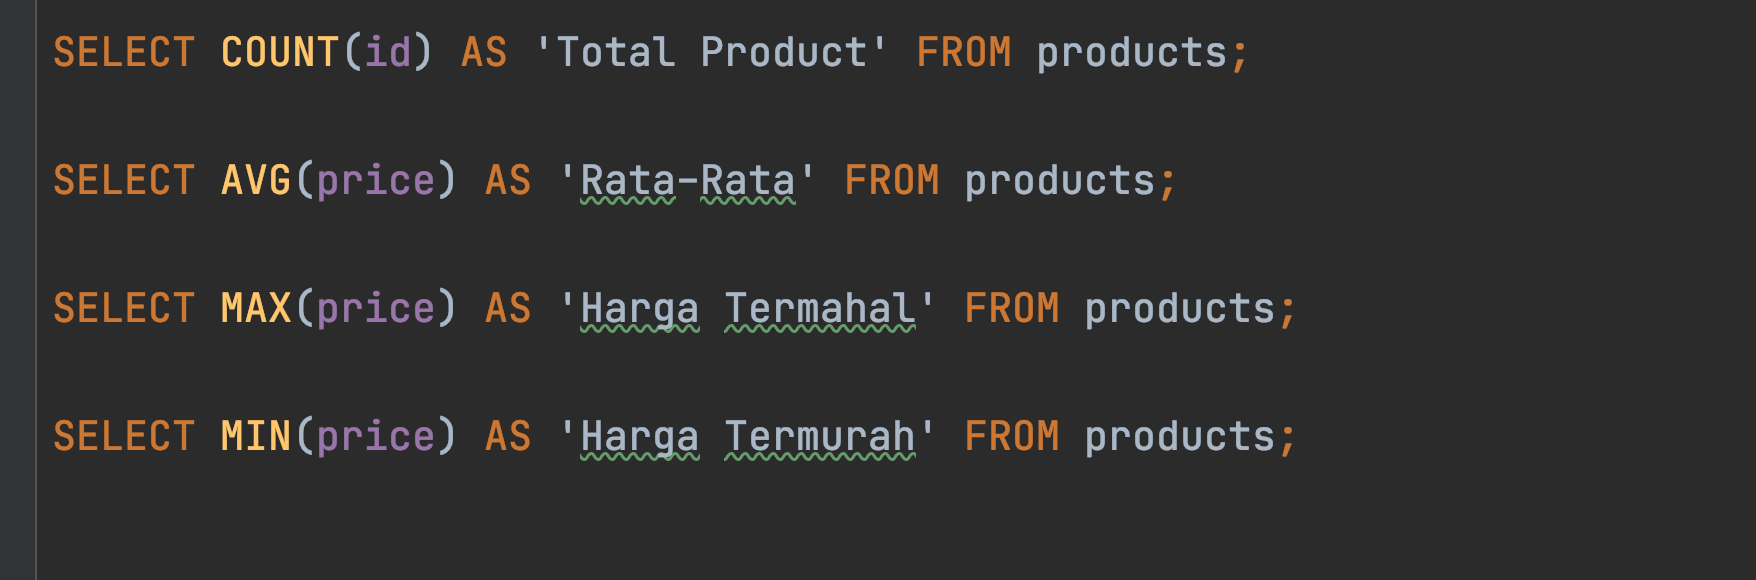 SELECT COUNT(id) AS 'Total Product' FROM products;
SELECT AVG(price) AS 'Rata-Rata' FROM products;
SELECT MAX(price) AS 'Harga Termahal' FROM products;
SELECT MIN(price) AS 'Harga Termurah' FROM products;